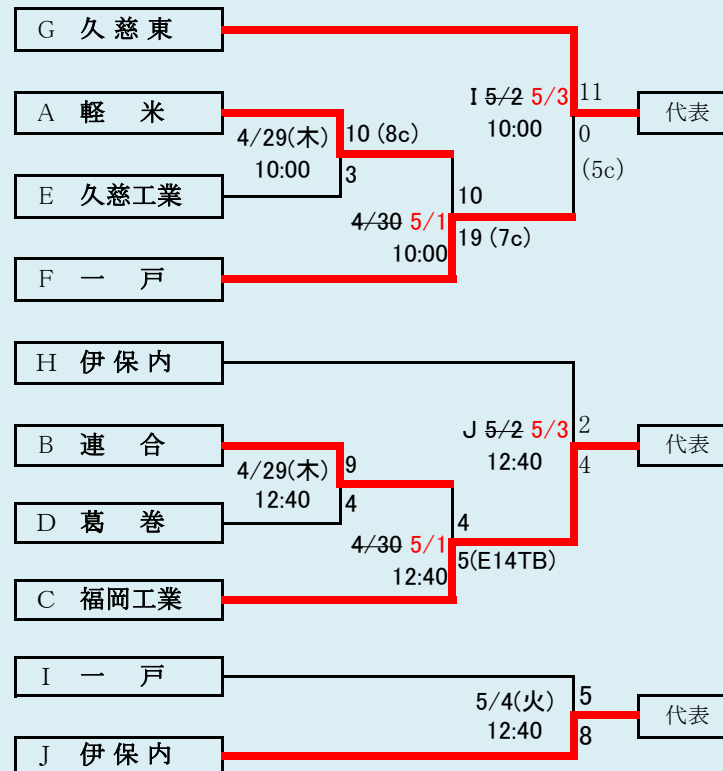 G 久慈東
I 5/2 5/3 11
A 軽米
代表
4/29(木) 10 (8c)
10:00 0
10:00 3
(5c)
E 久慈工業
10
4/30 5/1
19 (7c)
10:00
F 一戸
H 伊保内
J 5/2 5/3 2
B 連合
代表
12:40 4
4/29(木) 9
12:40 4
D 葛巻
4
4/30 5/1
5(E14TB)
12:40
C 福岡工業
I 一戸
5/4(火) 5
代表
12:40 8
J 伊保内